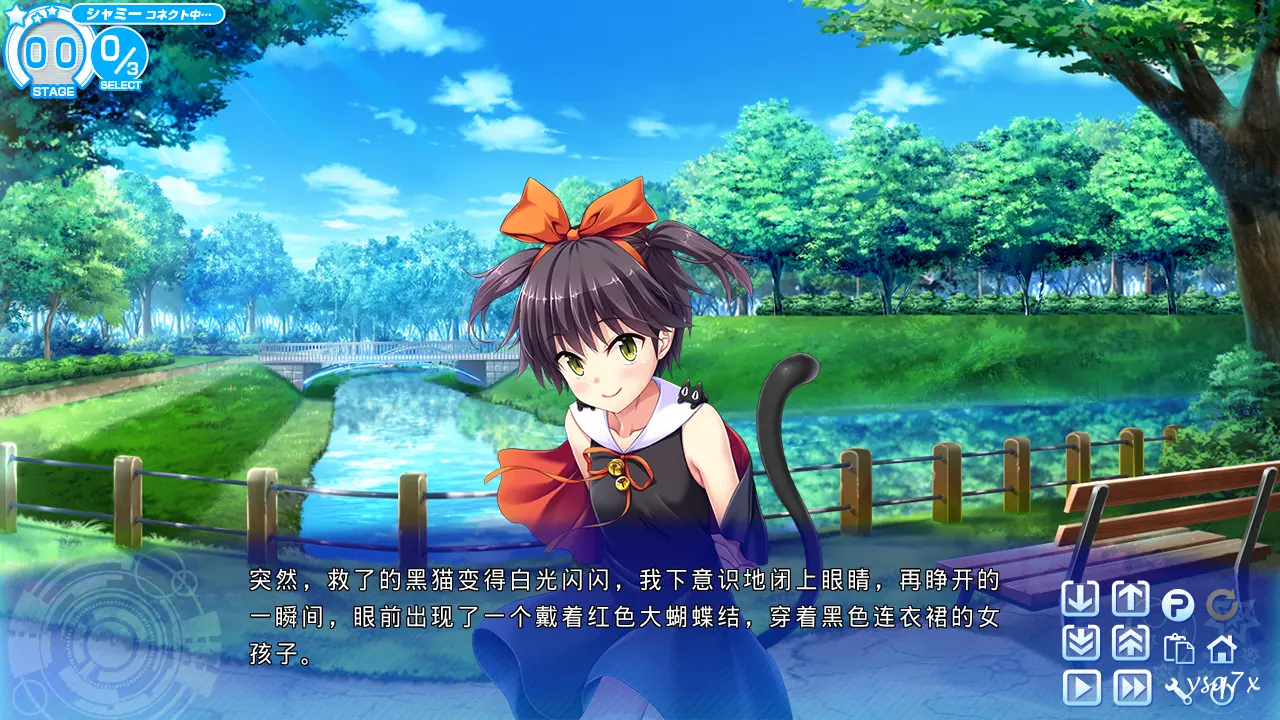 シャミー コネクト中…
00
0/3
STAGE
SELECT
突然，救了的黑猫变得白光闪闪，我下意识地闭上眼睛，再睁开的
一瞬间，眼前出现了一个戴着红色大蝴蝶结，穿着黑色连衣裙的女
孩子。
P